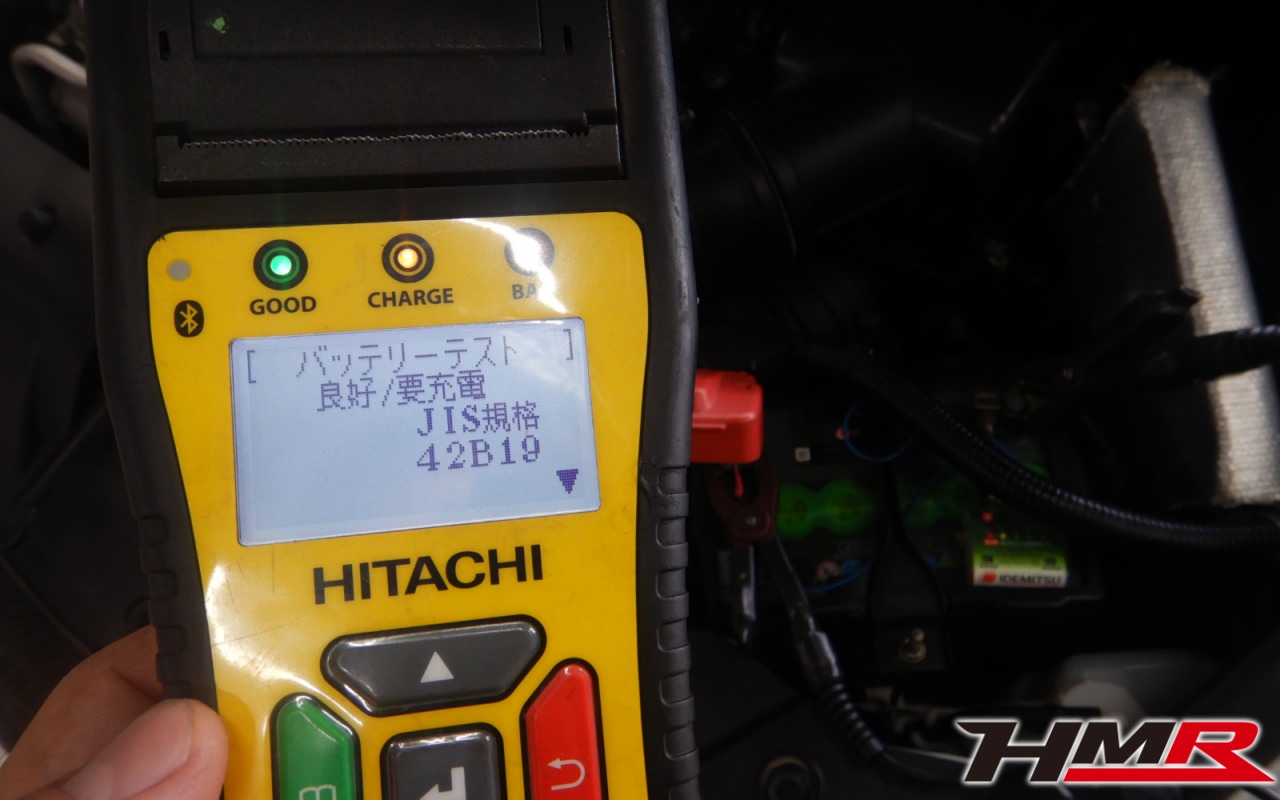 GOOD
CHARGE
[ バッテリーテスト ]
良好/要充電
JIS規格
42B19
HITACHI
IDEMITSU
HMR